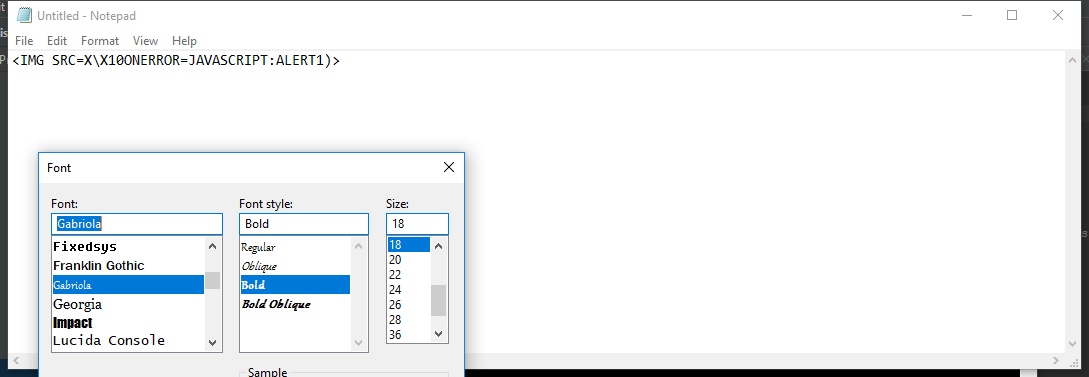 Untitled - Notepad
File Edit Format View Help
<IMG SRC=X\X10ONERROR=JAVASCRIPT:ALERT1)>
Font
Font: Font style: Size:
Gabriola Bold 18
Fixedsys Regular 18
Franklin Gothic Oblique 20
Gabriola Bold 22
Georgia Bold Oblique 24
Impact 26
Lucida Console 28
36
Sample